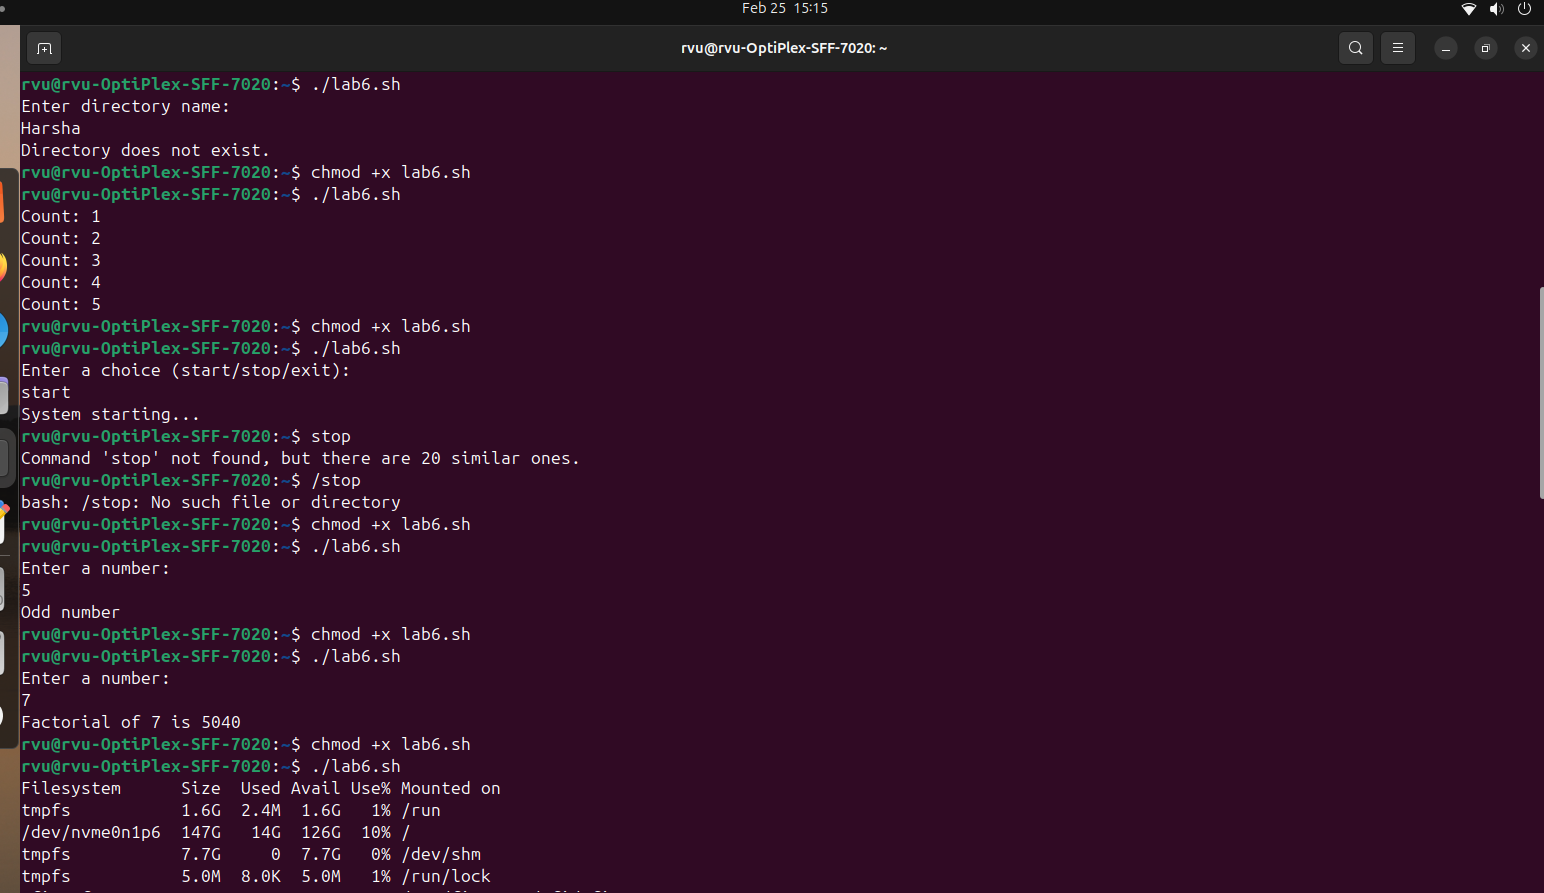 Feb 25 15:15
rvu@rvu-OptiPlex-SFF-7020: ~
rvu@rvu-OptiPlex-SFF-7020:~$ ./lab6.sh
Enter directory name:
Harsha
Directory does not exist.
rvu@rvu-OptiPlex-SFF-7020:~$ chmod +x lab6.sh
rvu@rvu-OptiPlex-SFF-7020:~$ ./lab6.sh
Count: 1
Count: 2
Count: 3
Count: 4
Count: 5
rvu@rvu-OptiPlex-SFF-7020:~$ chmod +x lab6.sh
rvu@rvu-OptiPlex-SFF-7020:~$ ./lab6.sh
Enter a choice (start/stop/exit):
start
System starting...
rvu@rvu-OptiPlex-SFF-7020:~$ stop
Command 'stop' not found, but there are 20 similar ones.
rvu@rvu-OptiPlex-SFF-7020:~$ /stop
bash: /stop: No such file or directory
rvu@rvu-OptiPlex-SFF-7020:~$ chmod +x lab6.sh
rvu@rvu-OptiPlex-SFF-7020:~$ ./lab6.sh
Enter a number:
5
Odd number
rvu@rvu-OptiPlex-SFF-7020:~$ chmod +x lab6.sh
rvu@rvu-OptiPlex-SFF-7020:~$ ./lab6.sh
Enter a number:
7
Factorial of 7 is 5040
rvu@rvu-OptiPlex-SFF-7020:~$ chmod +x lab6.sh
rvu@rvu-OptiPlex-SFF-7020:~$ ./lab6.sh
Filesystem      Size  Used Avail Use% Mounted on
tmpfs           1.6G  2.4M  1.6G   1% /run
/dev/nvme0n1p6  147G   14G  126G  10% /
tmpfs           7.7G     0  7.7G   0% /dev/shm
tmpfs           5.0M  8.0K  5.0M   1% /run/lock